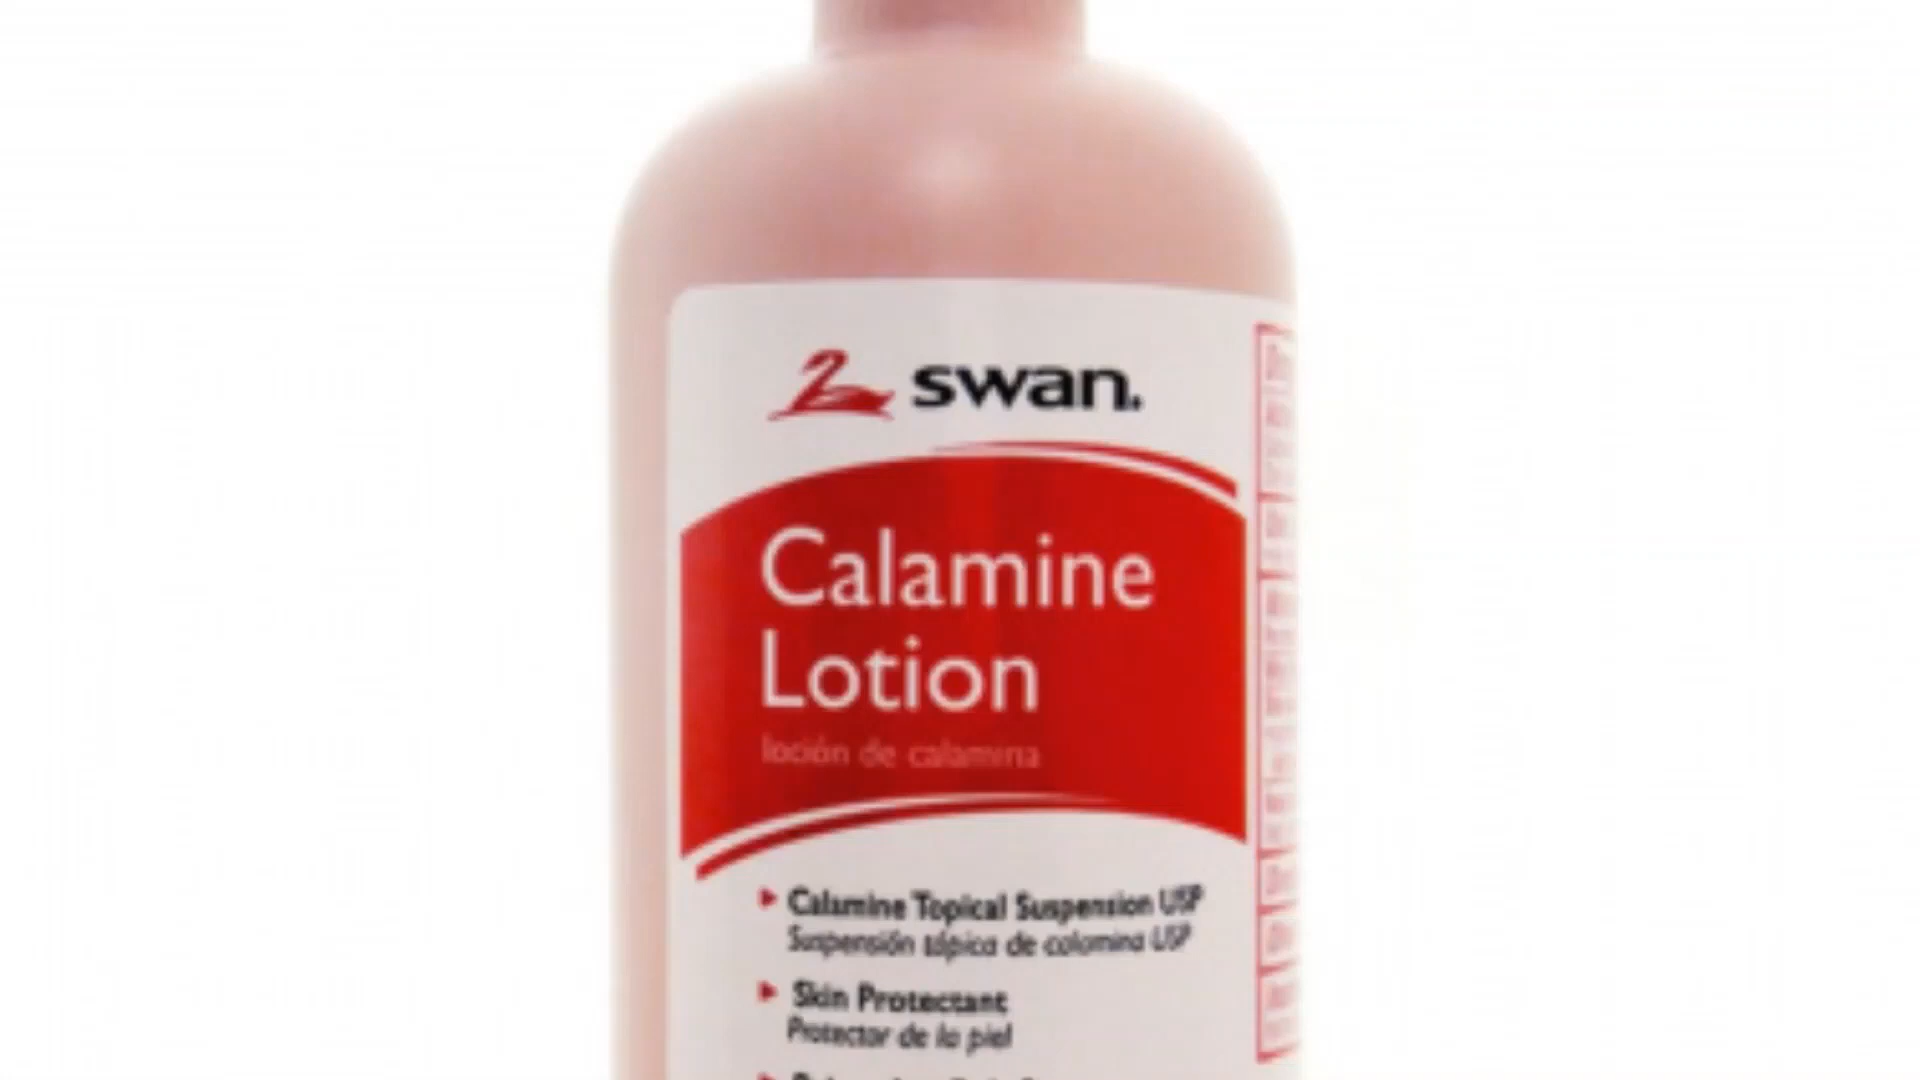 swan.
Calamine
Lotion
loción de calamina
Calamine Topical Suspension USP
Suspensión tópica de calamina USP
Skin Protectant
Protector de la piel